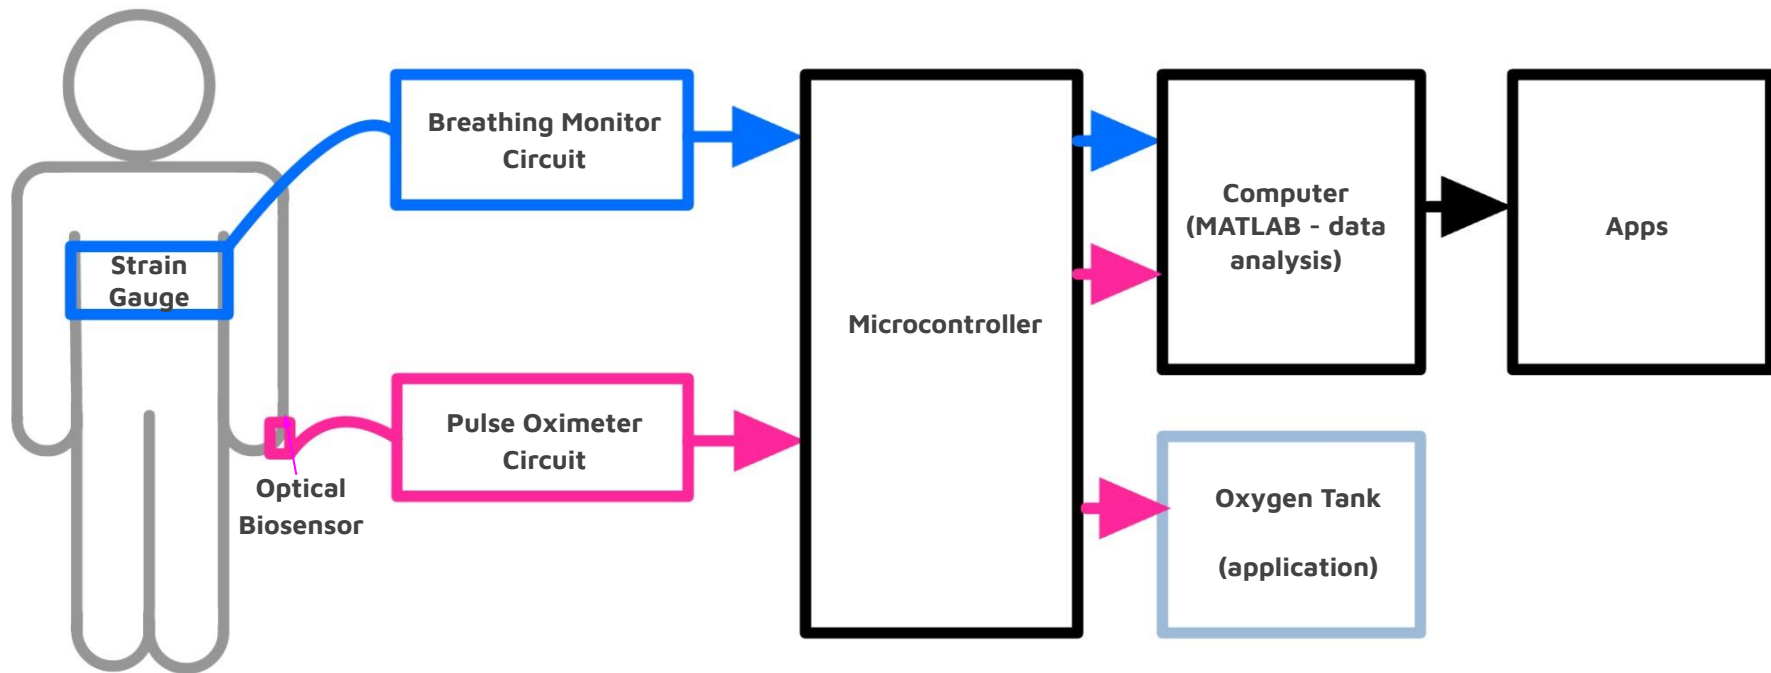 Breathing Monitor
Circuit
Strain
Gauge
Pulse Oximeter
Circuit
Optical
Biosensor
Microcontroller
Computer
(MATLAB - data
analysis)
Apps
Oxygen Tank
(application)